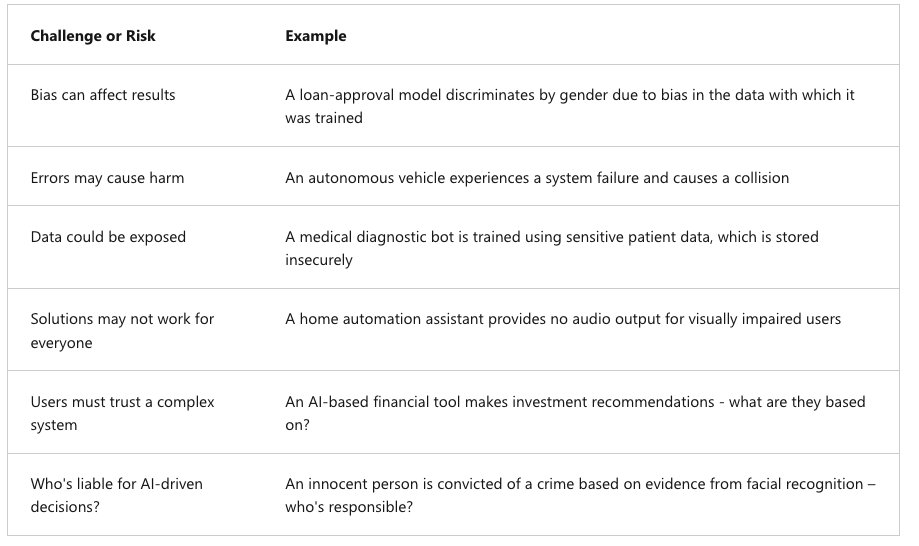 Challenge or Risk
Example
Bias can affect results
A loan-approval model discriminates by gender due to bias in the data with which it
was trained
Errors may cause harm
An autonomous vehicle experiences a system failure and causes a collision
Data could be exposed
A medical diagnostic bot is trained using sensitive patient data, which is stored
insecurely
Solutions may not work for
everyone
A home automation assistant provides no audio output for visually impaired users
Users must trust a complex
system
An AI-based financial tool makes investment recommendations - what are they based
on?
Who's liable for AI-driven
decisions?
An innocent person is convicted of a crime based on evidence from facial recognition –
who's responsible?